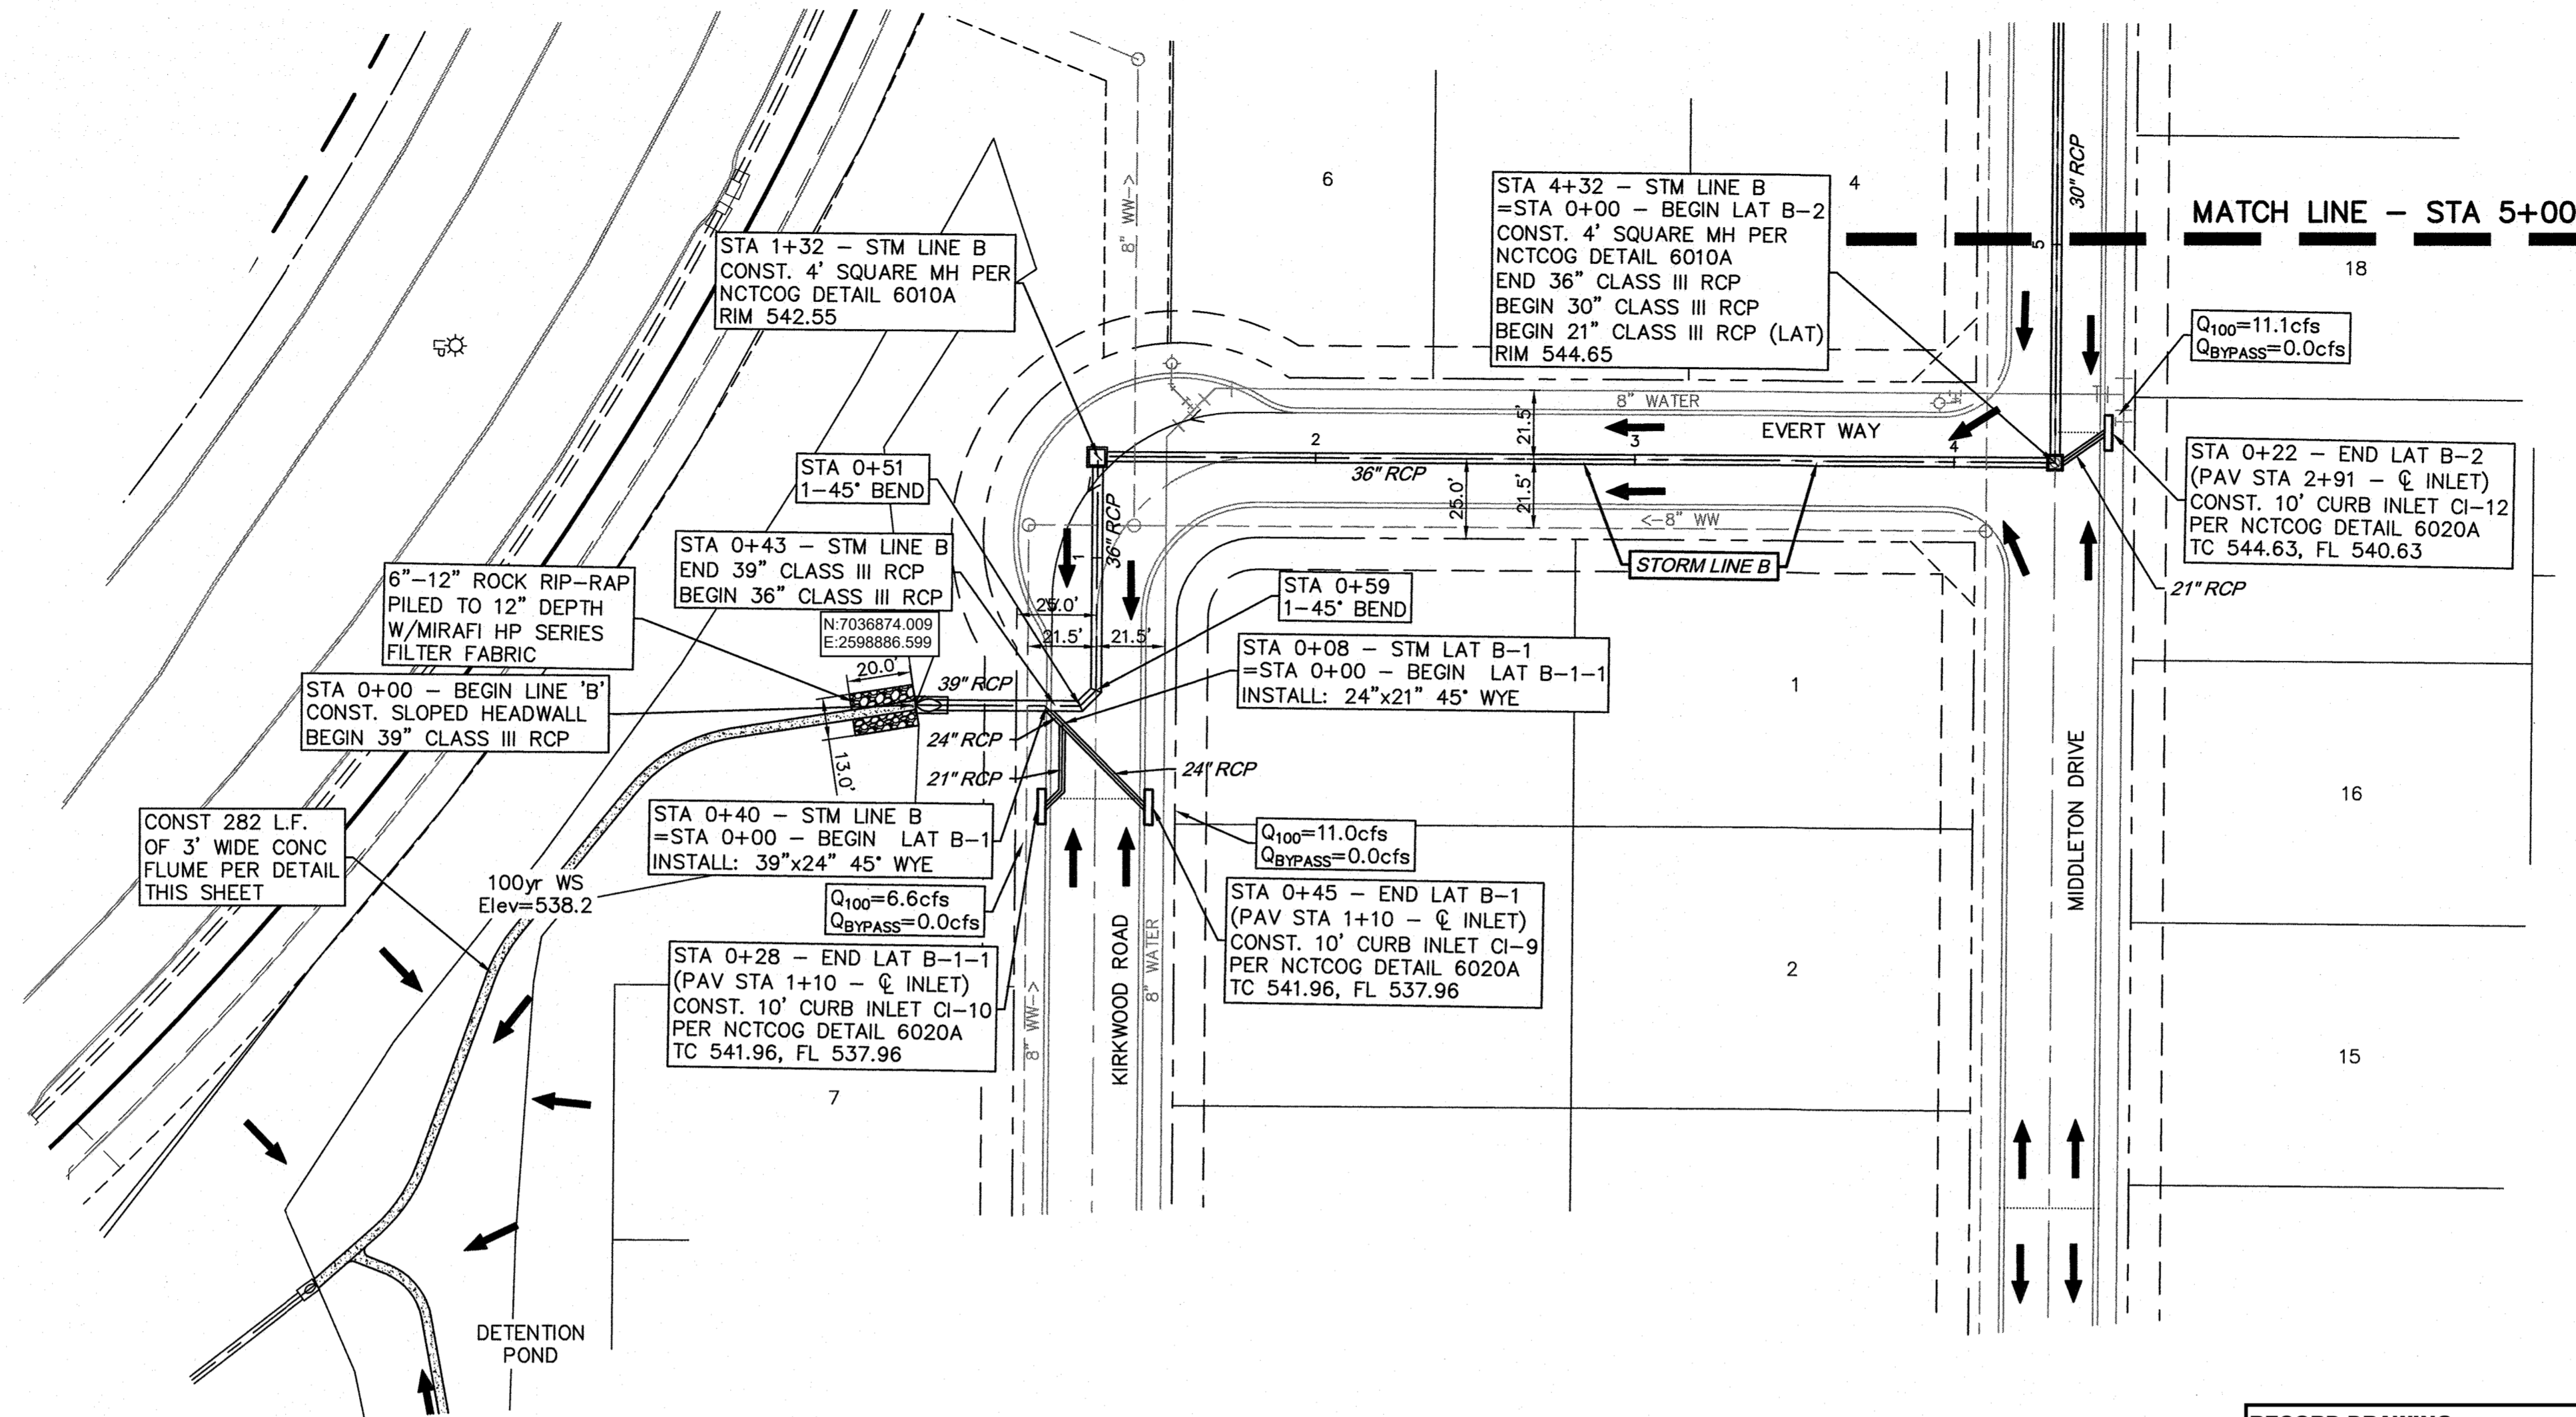 6
4
30" RCP
MATCH LINE - STA 5+00
5
18
8" WW->
STA 1+32 - STM LINE B
CONST. 4' SQUARE MH PER
NCTCOG DETAIL 6010A
RIM 542.55
STA 4+32 - STM LINE B
=STA 0+00 - BEGIN LAT B-2
CONST. 4' SQUARE MH PER
NCTCOG DETAIL 6010A
END 36" CLASS III RCP
BEGIN 30" CLASS III RCP
BEGIN 21" CLASS III RCP (LAT)
RIM 544.65
Q100=11.1cfs
QBYPASS=0.0cfs
8" WATER
21.5'
EVERT WAY
2
3
4
36" RCP
25.0'
21.5'
<-8" WW
STORM LINE B
STA 0+22 - END LAT B-2
(PAV STA 2+91 - ℄ INLET)
CONST. 10' CURB INLET CI-12
PER NCTCOG DETAIL 6020A
TC 544.63, FL 540.63
21" RCP
STA 0+51
1-45° BEND
STA 0+43 - STM LINE B
END 39" CLASS III RCP
BEGIN 36" CLASS III RCP
1
36" RCP
6"-12" ROCK RIP-RAP
PILED TO 12" DEPTH
W/MIRAFI HP SERIES
FILTER FABRIC
N:7036874.009
E:2598886.599
25.0'
21.5'
21.5'
STA 0+59
1-45° BEND
STA 0+08 - STM LAT B-1
=STA 0+00 - BEGIN LAT B-1-1
INSTALL: 24"x21" 45° WYE
1
20.0'
39" RCP
STA 0+00 - BEGIN LINE 'B'
CONST. SLOPED HEADWALL
BEGIN 39" CLASS III RCP
13.0'
24" RCP
21" RCP
24" RCP
CONST 282 L.F.
OF 3' WIDE CONC
FLUME PER DETAIL
THIS SHEET
STA 0+40 - STM LINE B
=STA 0+00 - BEGIN LAT B-1
INSTALL: 39"x24" 45° WYE
Q100=11.0cfs
QBYPASS=0.0cfs
MIDDLETON DRIVE
16
100yr WS
Elev=538.2
Q100=6.6cfs
QBYPASS=0.0cfs
STA 0+45 - END LAT B-1
(PAV STA 1+10 - ℄ INLET)
CONST. 10' CURB INLET CI-9
PER NCTCOG DETAIL 6020A
TC 541.96, FL 537.96
STA 0+28 - END LAT B-1-1
(PAV STA 1+10 - ℄ INLET)
CONST. 10' CURB INLET CI-10
PER NCTCOG DETAIL 6020A
TC 541.96, FL 537.96
8" WW->
KIRKWOOD ROAD
8" WATER
2
15
7
DETENTION
POND
RECORD DRAWING